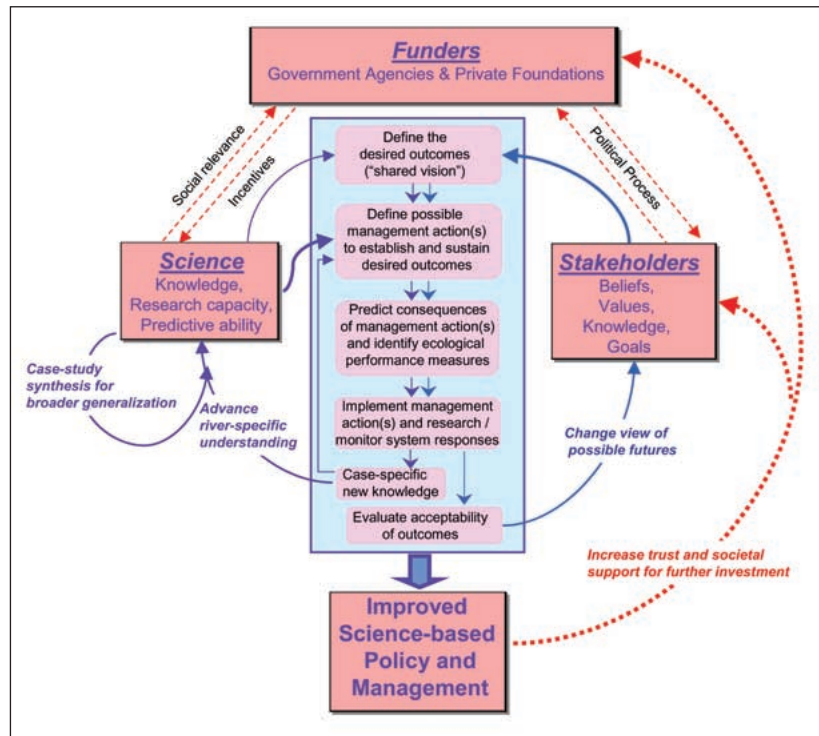 Funders
Government Agencies & Private Foundations
Social relevance
Incentives
Political Process
Define the
desired outcomes
(“shared vision”)
Define possible
management action(s)
to establish and sustain
desired outcomes
Science
Knowledge,
Research capacity,
Predictive ability
Stakeholders
Beliefs,
Values,
Knowledge,
Goals
Predict consequences
of management action(s)
and identify ecological
performance measures
Case-study
synthesis for
broader generalization
Advance
river-specific
understanding
Implement management
action(s) and research /
monitor system responses
Change view of
possible futures
Case-specific
new knowledge
Evaluate acceptability
of outcomes
Increase trust and societal
support for further investment
Improved
Science-based
Policy and
Management